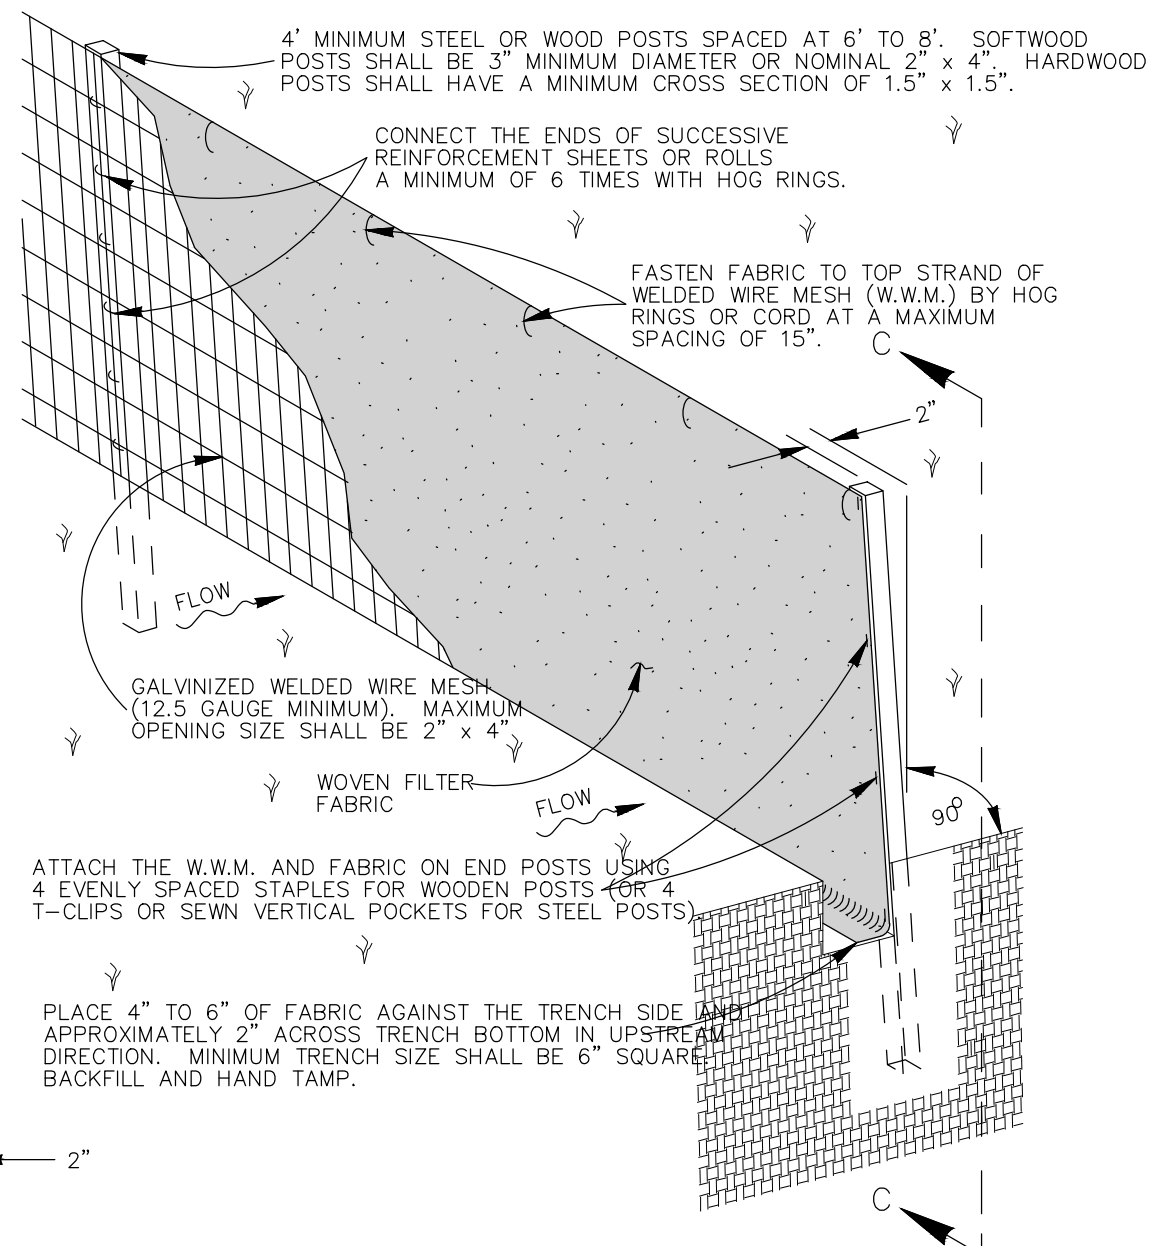 4' MINIMUM STEEL OR WOOD POSTS SPACED AT 6' TO 8'. SOFTWOOD
POSTS SHALL BE 3" MINIMUM DIAMETER OR NOMINAL 2" x 4". HARDWOOD
POSTS SHALL HAVE A MINIMUM CROSS SECTION OF 1.5" x 1.5".
CONNECT THE ENDS OF SUCCESSIVE
REINFORCEMENT SHEETS OR ROLLS
A MINIMUM OF 6 TIMES WITH HOG RINGS.
FASTEN FABRIC TO TOP STRAND OF
WELDED WIRE MESH (W.W.M.) BY HOG
RINGS OR CORD AT A MAXIMUM
SPACING OF 15".
C
2"
FLOW
GALVINIZED WELDED WIRE MESH
(12.5 GAUGE MINIMUM). MAXIMUM
OPENING SIZE SHALL BE 2" x 4"
WOVEN FILTER
FABRIC
FLOW
90°
ATTACH THE W.W.M. AND FABRIC ON END POSTS USING
4 EVENLY SPACED STAPLES FOR WOODEN POSTS (OR 4
T-CLIPS OR SEWN VERTICAL POCKETS FOR STEEL POSTS).
PLACE 4" TO 6" OF FABRIC AGAINST THE TRENCH SIDE AND
APPROXIMATELY 2" ACROSS TRENCH BOTTOM IN UPSTREAM
DIRECTION. MINIMUM TRENCH SIZE SHALL BE 6" SQUARE.
BACKFILL AND HAND TAMP.
2"
C